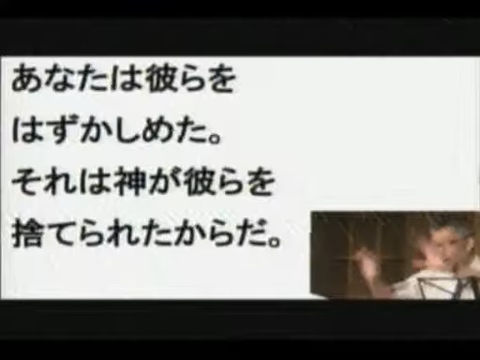 あなたは彼らを
はずかしめた。
それは神が彼らを
捨てられたからだ。